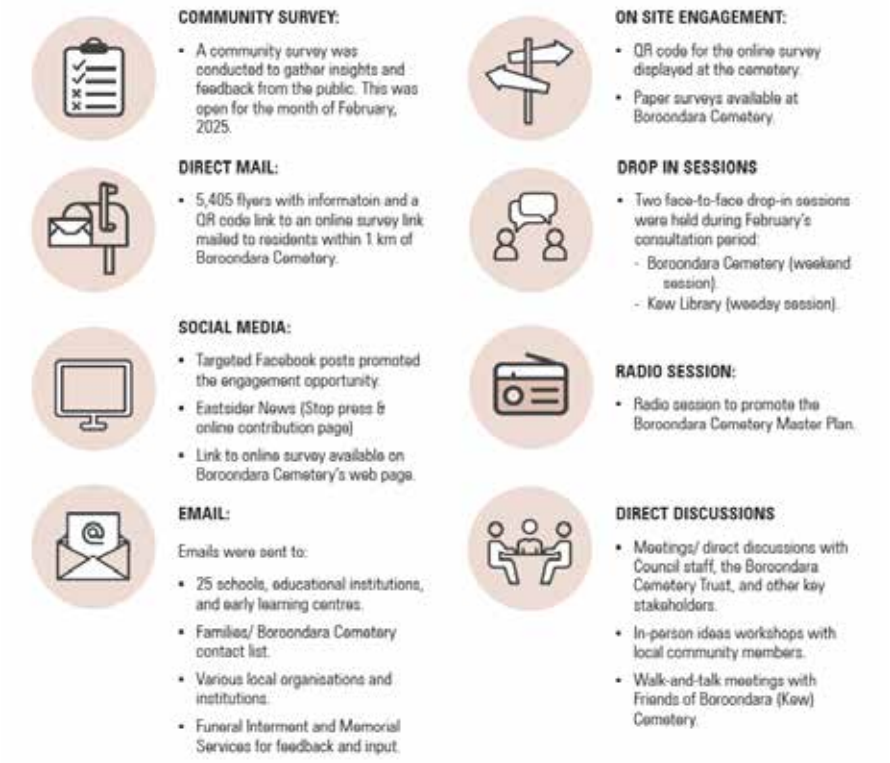 COMMUNITY SURVEY:
• A community survey was
conducted to gather insights and
feedback from the public. This was
open for the month of February,
2025.
DIRECT MAIL:
• 5,405 flyers with informatoin and a
QR code link to an online survey link
mailed to residents within 1 km of
Boroondara Cemetery.
SOCIAL MEDIA:
• Targeted Facebook posts promoted
the engagement opportunity.
• Eastsider News (Stop press &
online contribution page)
• Link to online survey available on
Boroondara Cemetery's web page.
EMAIL:
Emails were sent to:
• 25 schools, educational institutions,
and early learning centres.
• Families/ Boroondara Cemetery
contact list.
• Various local organisations and
institutions.
• Funeral Interment and Memorial
Services for feedback and input.
ON SITE ENGAGEMENT:
• QR code for the online survey
displayed at the cemetery.
• Paper surveys available at
Boroondara Cemetery.
DROP IN SESSIONS
• Two face-to-face drop-in sessions
were held during February's
consultation period:
- Boroondara Cemetery (weekend
session).
- Kew Library (weeday session).
RADIO SESSION:
• Radio session to promote the
Boroondara Cemetery Master Plan.
DIRECT DISCUSSIONS
• Meetings/ direct discussions with
Council staff, the Boroondara
Cemetery Trust, and other key
stakeholders.
• In-person ideas workshops with
local community members.
• Walk-and-talk meetings with
Friends of Boroondara (Kew)
Cemetery.